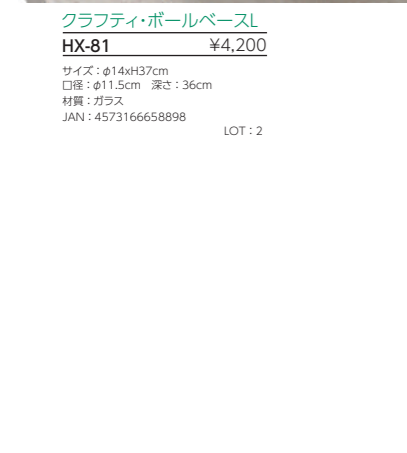 クラフティ・ボールベースL
HX-81 ¥4,200
サイズ：φ14xH37cm
口径：φ11.5cm 深さ：36cm
材質：ガラス
JAN：4573166658898
LOT：2